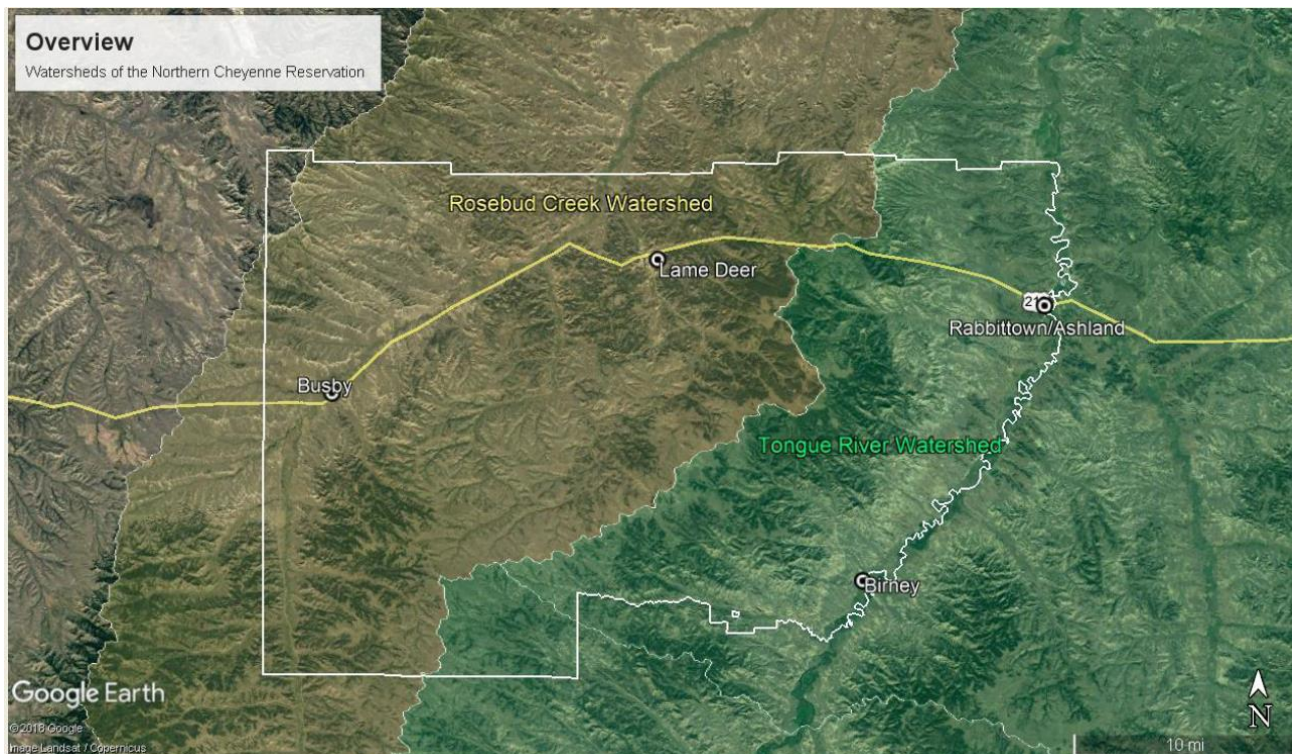 Overview
Watersheds of the Northern Cheyenne Reservation
Rosebud Creek Watershed
Lame Deer
Rabbittown/Ashland
Busby
Tongue River Watershed
Birney
Google Earth
©2018 Google
Image Landsat / Copernicus
N
10 mi